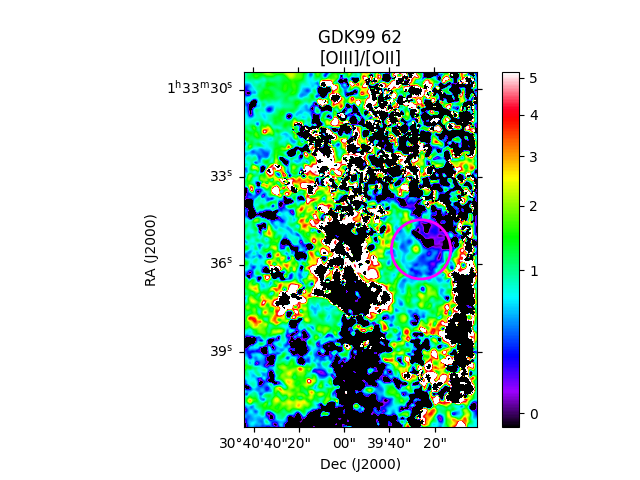 GDK99 62
[OIII]/[OII]
1ʰ33ᵐ30ˢ
33ˢ
36ˢ
39ˢ
RA (J2000)
30°40'40"20" 00" 39'40" 20"
Dec (J2000)
5
4
3
2
1
0